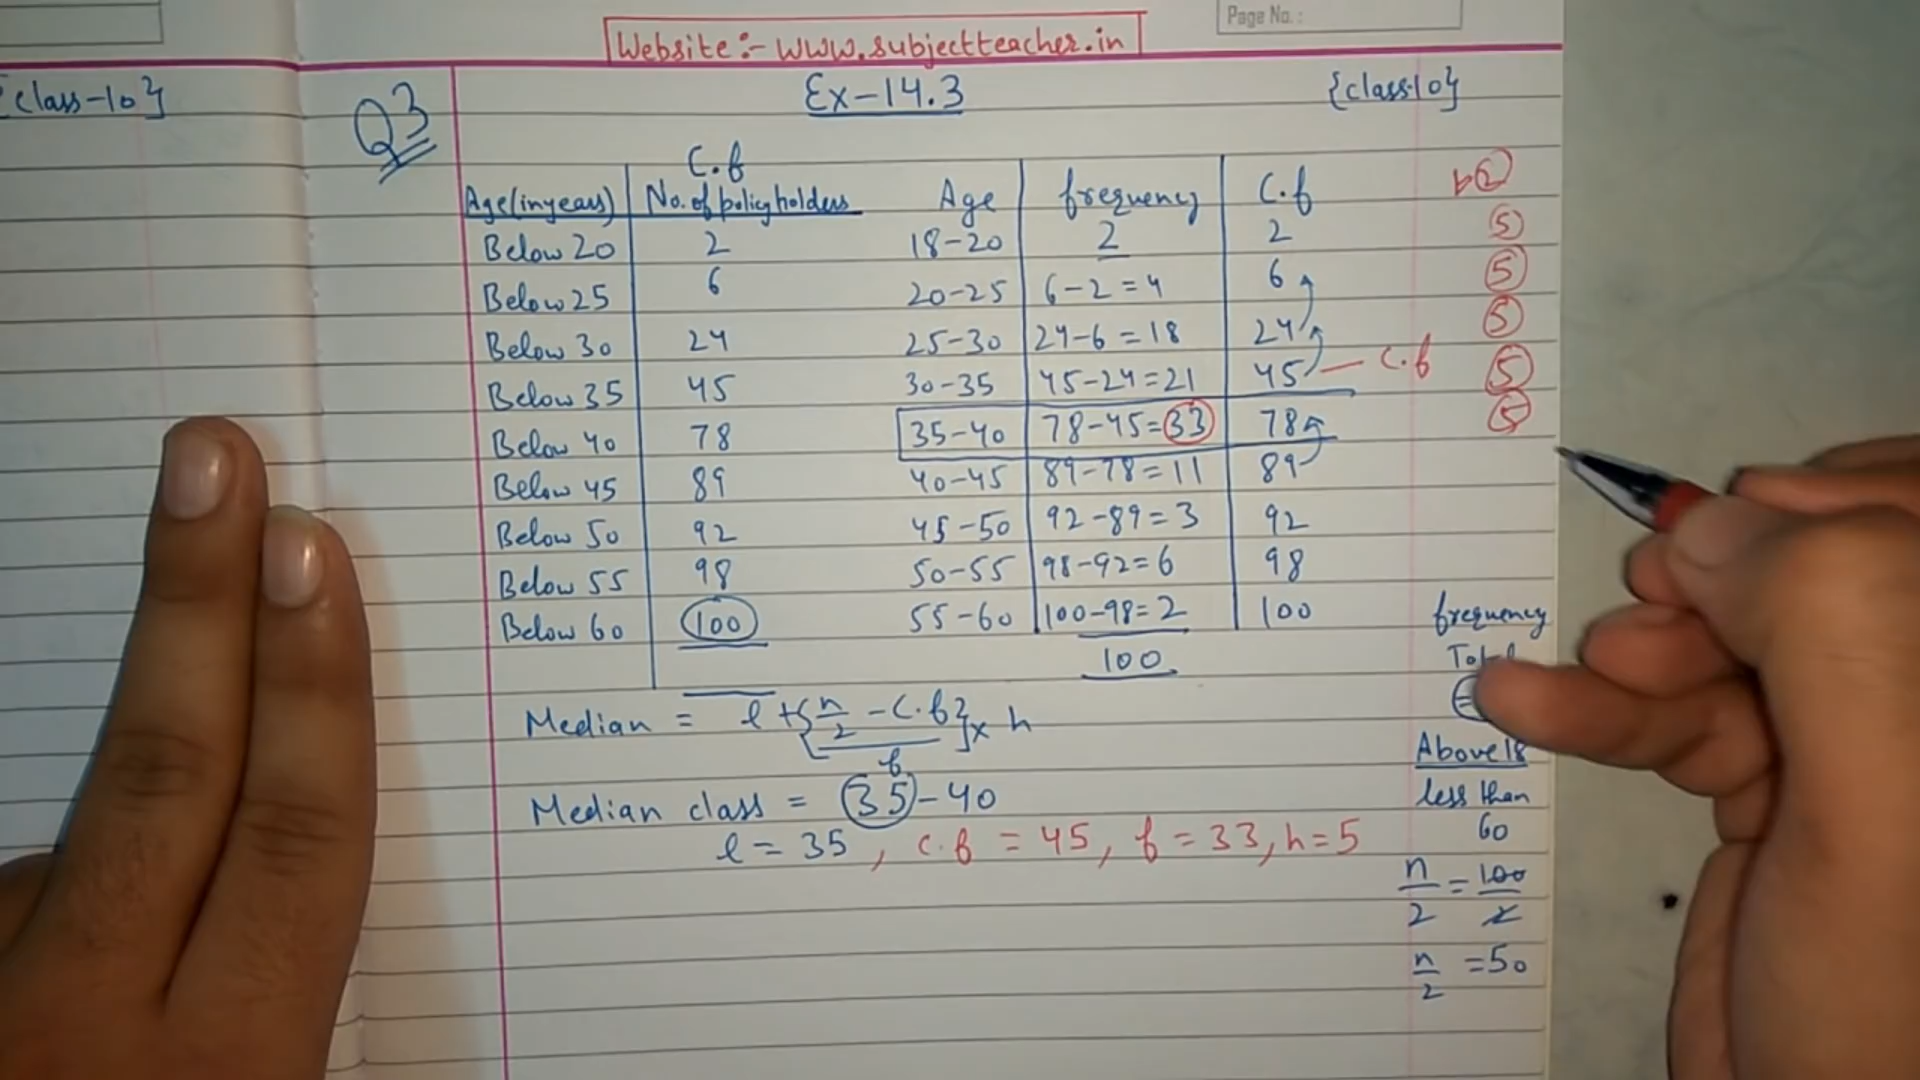 Page No. :
Website :- www.subjectteacher.in
{class-10}
Q3
Ex-14.3
{class-10}
C.f
Age(in years) No. of policy holders Age frequency C.f
Below 20 2 18-20 2 2 5
Below 25 6 20-25 6-2=4 6 5
Below 30 24 25-30 24-6=18 24 5
Below 35 45 30-35 45-24=21 45 - C.f 5
Below 40 78 35-40 78-45=33 78 5
Below 45 89 40-45 89-78=11 89
Below 50 92 45-50 92-89=3 92
Below 55 98 50-55 98-92=6 98
Below 60 100 55-60 100-98=2 100 frequency
100
Median = l+{n/2 - C.f}/f x h
Above 18
Median class = 35-40 less than
60
l = 35, C.f = 45, f = 33, h = 5
n/2 = 100/2
n/2 = 50